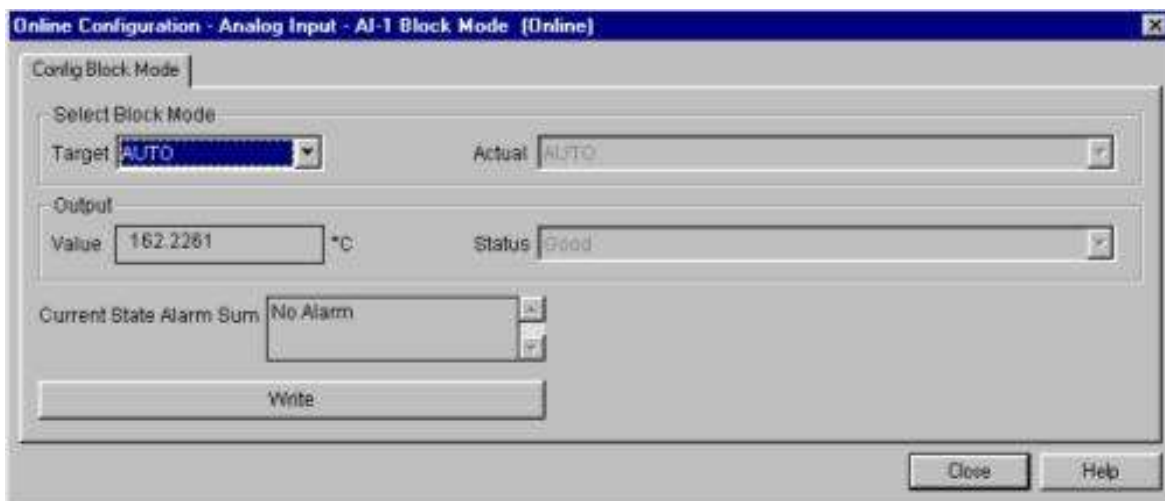 Online Configuration - Analog Input - AI-1 Block Mode (Online)
Config Block Mode
Select Block Mode
Target AUTO Actual AUTO
Output
Value 162.2261 °C Status Good
Current State Alarm Sum No Alarm
Write
Close Help